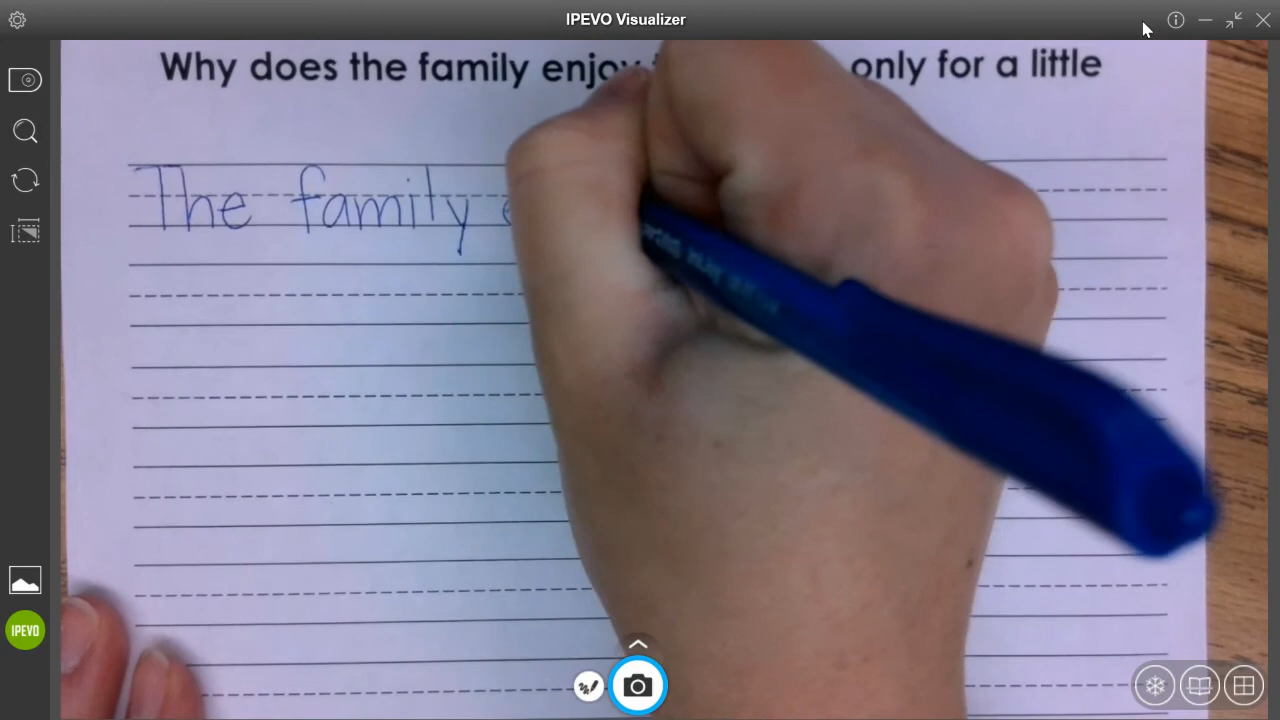 IPEVO Visualizer
Why does the family enjoy only for a little
The family
IPEVO